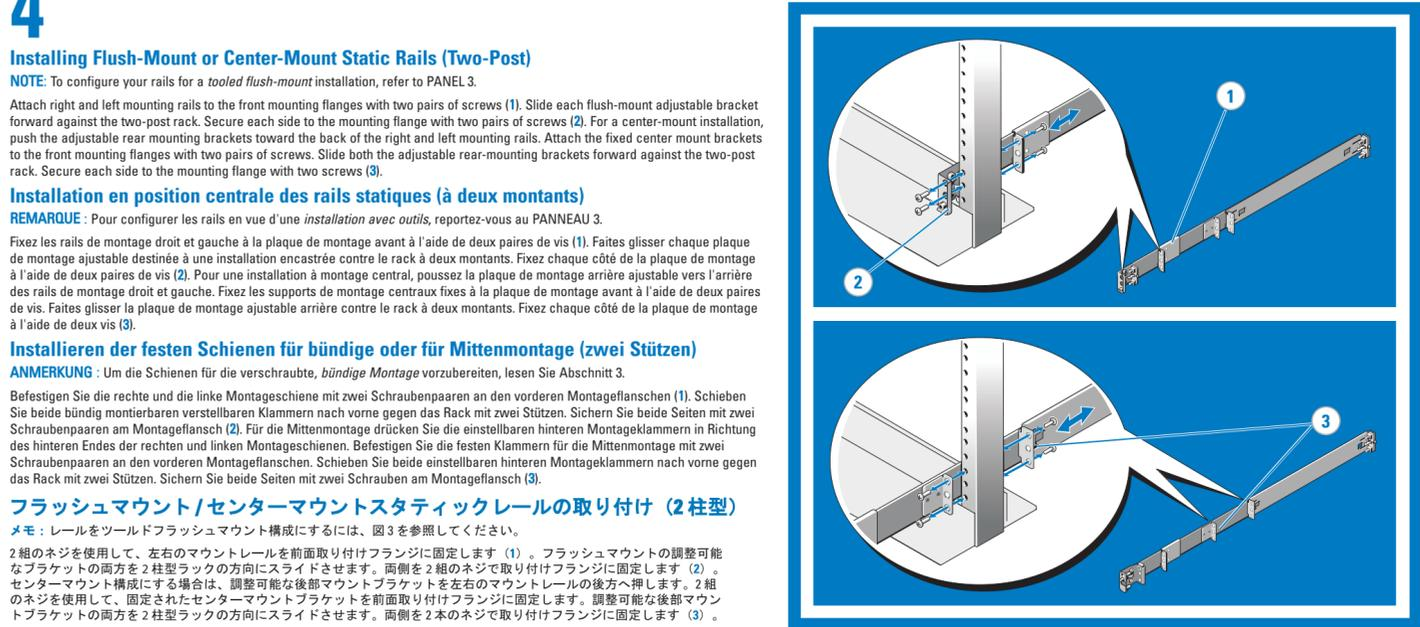 4
Installing Flush-Mount or Center-Mount Static Rails (Two-Post)
NOTE: To configure your rails for a tooled flush-mount installation, refer to PANEL 3.
Attach right and left mounting rails to the front mounting flanges with two pairs of screws (1). Slide each flush-mount adjustable bracket
forward against the two-post rack. Secure each side to the mounting flange with two pairs of screws (2). For a center-mount installation,
push the adjustable rear mounting brackets toward the back of the right and left mounting rails. Attach the fixed center mount brackets
to the front mounting flanges with two pairs of screws. Slide both the adjustable rear-mounting brackets forward against the two-post
rack. Secure each side to the mounting flange with two screws (3).
Installation en position centrale des rails statiques (à deux montants)
REMARQUE : Pour configurer les rails en vue d'une installation avec outils, reportez-vous au PANNEAU 3.
Fixez les rails de montage droit et gauche à la plaque de montage avant à l'aide de deux paires de vis (1). Faites glisser chaque plaque
de montage ajustable destinée à une installation encastrée contre le rack à deux montants. Fixez chaque côté de la plaque de montage
à l'aide de deux paires de vis (2). Pour une installation à montage central, poussez la plaque de montage arrière ajustable vers l'arrière
des rails de montage droit et gauche. Fixez les supports de montage centraux fixes à la plaque de montage avant à l'aide de deux paires
de vis. Faites glisser la plaque de montage ajustable arrière contre le rack à deux montants. Fixez chaque côté de la plaque de montage
à l'aide de deux vis (3).
Installieren der festen Schienen für bündige oder für Mittenmontage (zwei Stützen)
ANMERKUNG : Um die Schienen für die verschraubte, bündige Montage vorzubereiten, lesen Sie Abschnitt 3.
Befestigen Sie die rechte und die linke Montageschiene mit zwei Schraubenpaaren an den vorderen Montageflanschen (1). Schieben
Sie beide bündig montierbaren verstellbaren Klammern nach vorne gegen das Rack mit zwei Stützen. Sichern Sie beide Seiten mit zwei
Schraubenpaaren am Montageflansch (2). Für die Mittenmontage drücken Sie die einstellbaren hinteren Montageklammern in Richtung
des hinteren Endes der rechten und linken Montageschienen. Befestigen Sie die festen Klammern für die Mittenmontage mit zwei
Schraubenpaaren an den vorderen Montageflanschen. Schieben Sie beide einstellbaren hinteren Montageklammern nach vorne gegen
das Rack mit zwei Stützen. Sichern Sie beide Seiten mit zwei Schrauben am Montageflansch (3).
フラッシュマウント / センターマウントスタティックレールの取り付け（2 柱型）
メモ : レールをツールドフラッシュマウント構成にするには、図 3 を参照してください。
2 組のネジを使用して、左右のマウントレールを前面取り付けフランジに固定します（1）。フラッシュマウントの調整可能
なブラケットの両方を 2 柱型ラックの方向にスライドさせます。両側を 2 組のネジで取り付けフランジに固定します（2）。
センターマウント構成にする場合は、調整可能な後部マウントブラケットを左右のマウントレールの後方へ押します。2 組
のネジを使用して、固定されたセンターマウントブラケットを前面取り付けフランジに固定します。調整可能な後部マウン
トブラケットの両方を 2 柱型ラックの方向にスライドさせます。両側を 2 本のネジで取り付けフランジに固定します（3）。
1
2
3